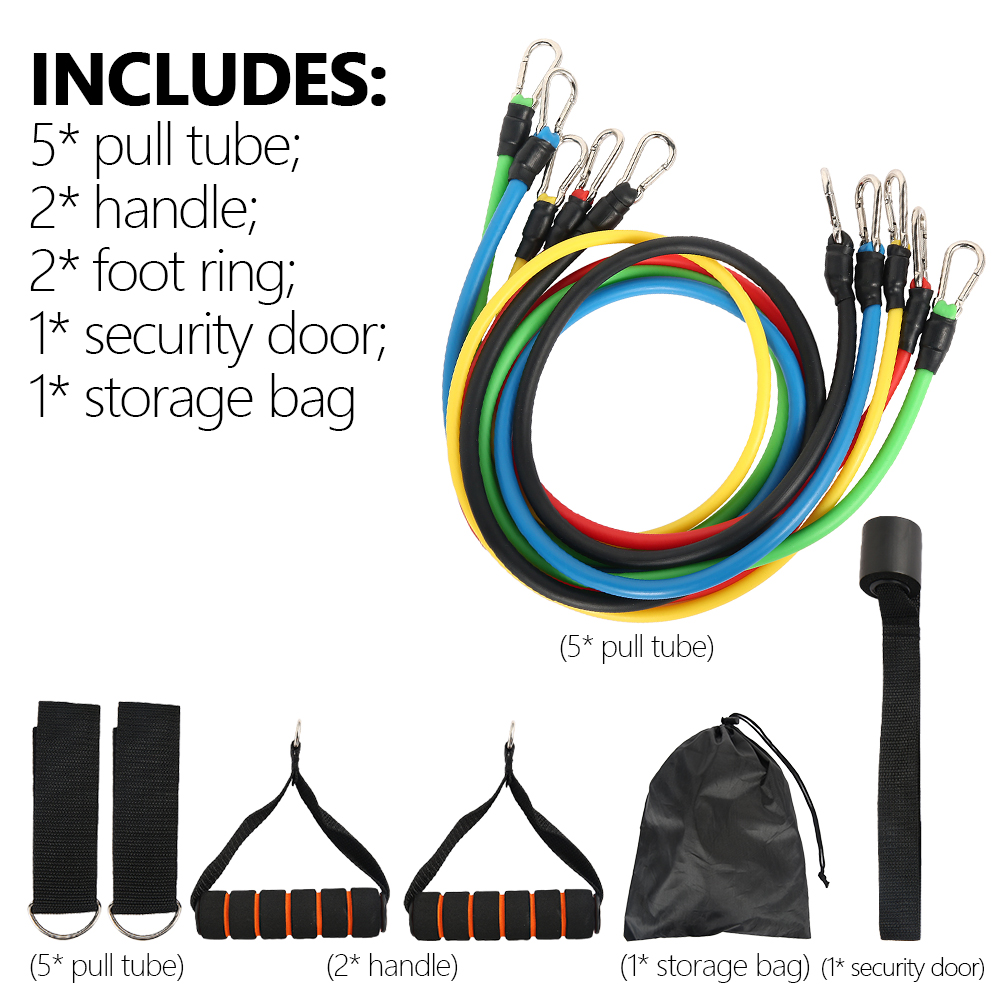 INCLUDES:
5* pull tube;
2* handle;
2* foot ring;
1* security door;
1* storage bag
(5* pull tube)
(5* pull tube)
(2* handle)
(1* storage bag)
(1* security door)